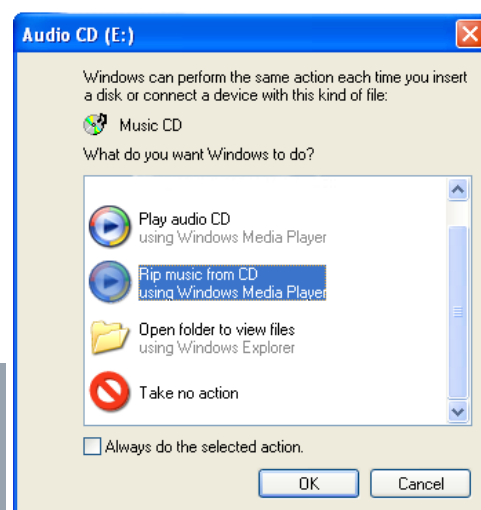 Audio CD (E:)
Windows can perform the same action each time you insert
a disk or connect a device with this kind of file:
Music CD
What do you want Windows to do?
Play audio CD
using Windows Media Player
Rip music from CD
using Windows Media Player
Open folder to view files
using Windows Explorer
Take no action
Always do the selected action.
OK
Cancel